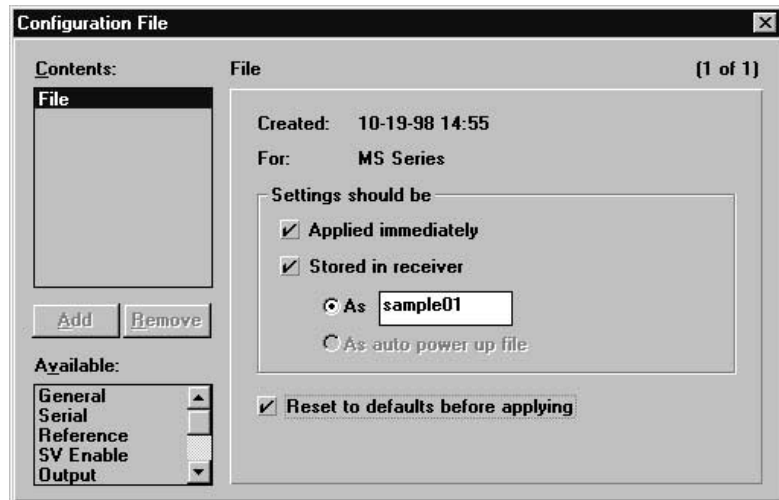 Configuration File
Contents:
File
Add
Remove
Available:
General
Serial
Reference
SV Enable
Output
File
(1 of 1)
Created: 10-19-98 14:55
For: MS Series
Settings should be
Applied immediately
Stored in receiver
As sample01
As auto power up file
Reset to defaults before applying